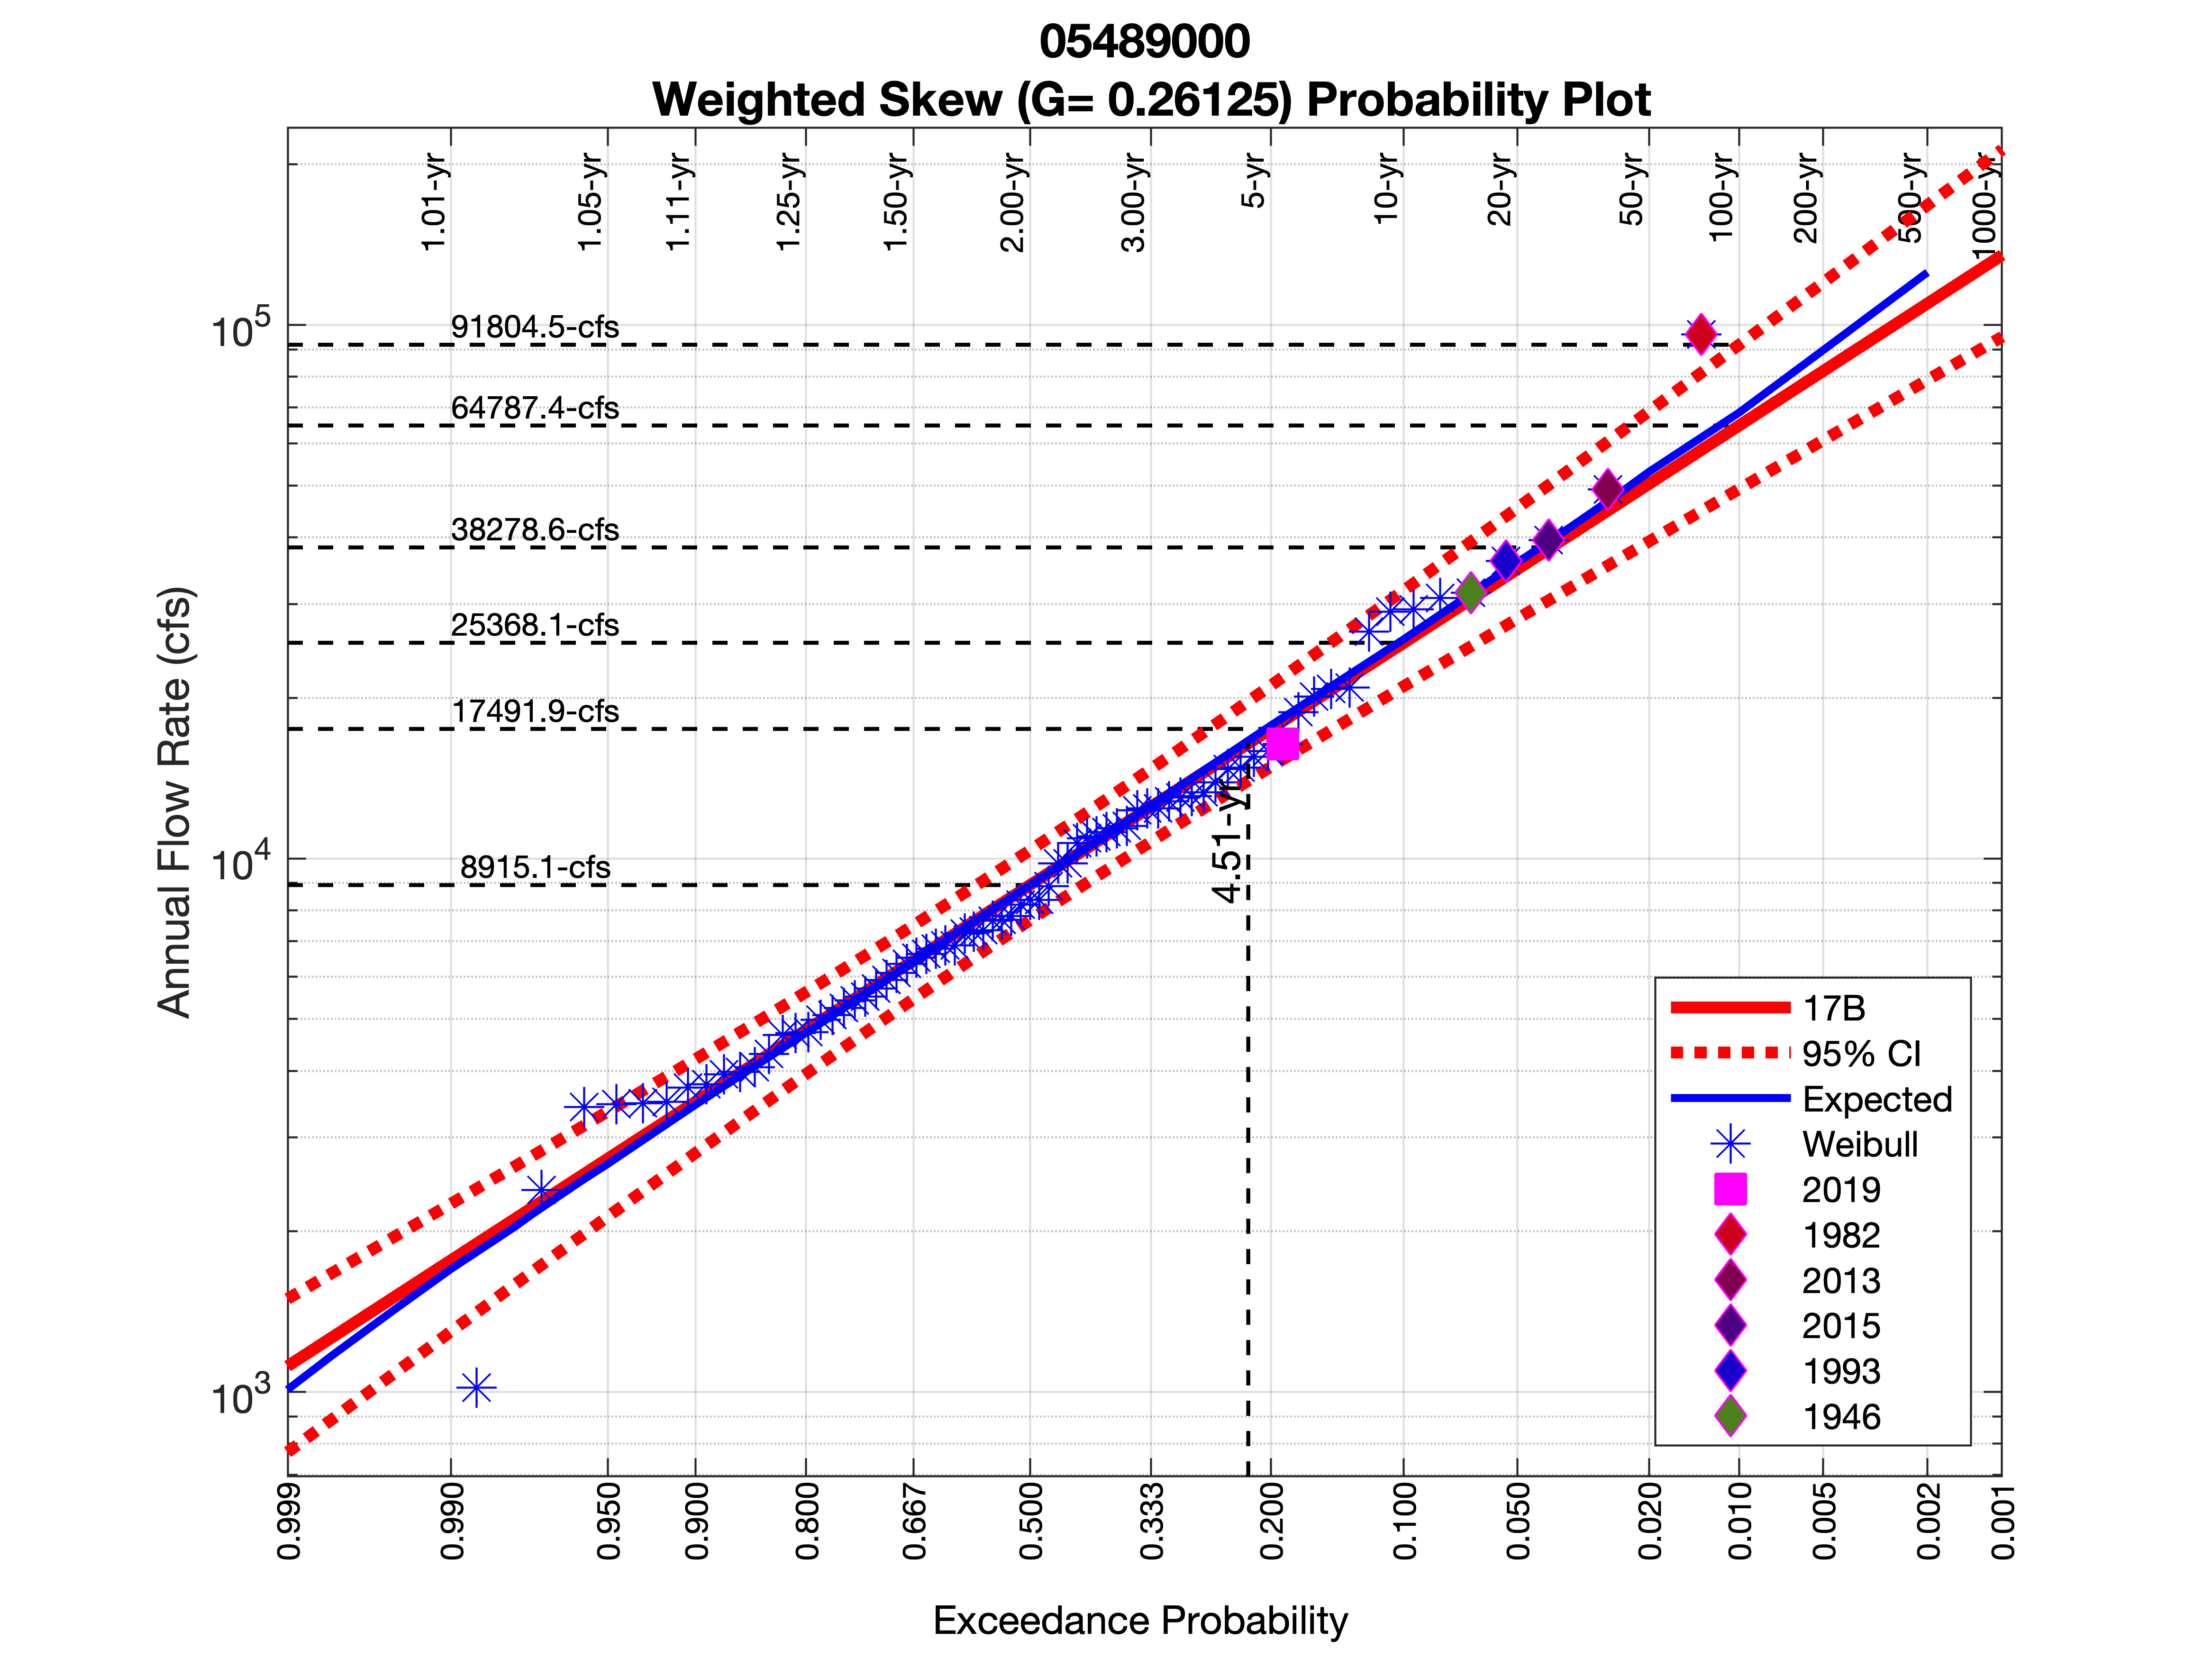 05489000
Weighted Skew (G= 0.26125) Probability Plot
1.01-yr
1.05-yr
1.11-yr
1.25-yr
1.50-yr
2.00-yr
3.00-yr
5-yr
10-yr
20-yr
50-yr
100-yr
200-yr
500-yr
1000-yr
10^5
10^4
10^3
Annual Flow Rate (cfs)
91804.5-cfs
64787.4-cfs
38278.6-cfs
25368.1-cfs
17491.9-cfs
8915.1-cfs
4.51-yr
17B
95% CI
Expected
Weibull
2019
1982
2013
2015
1993
1946
0.999
0.990
0.950
0.900
0.800
0.667
0.500
0.333
0.200
0.100
0.050
0.020
0.010
0.005
0.002
0.001
Exceedance Probability